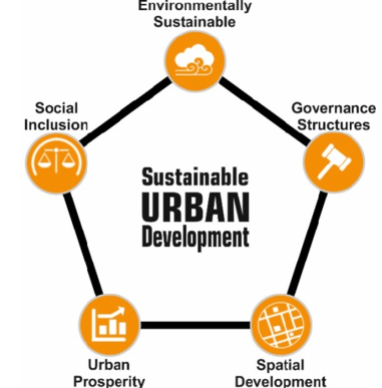 Environmentally
Sustainable
Social
Inclusion
Governance
Structures
Sustainable
URBAN
Development
Urban
Prosperity
Spatial
Development